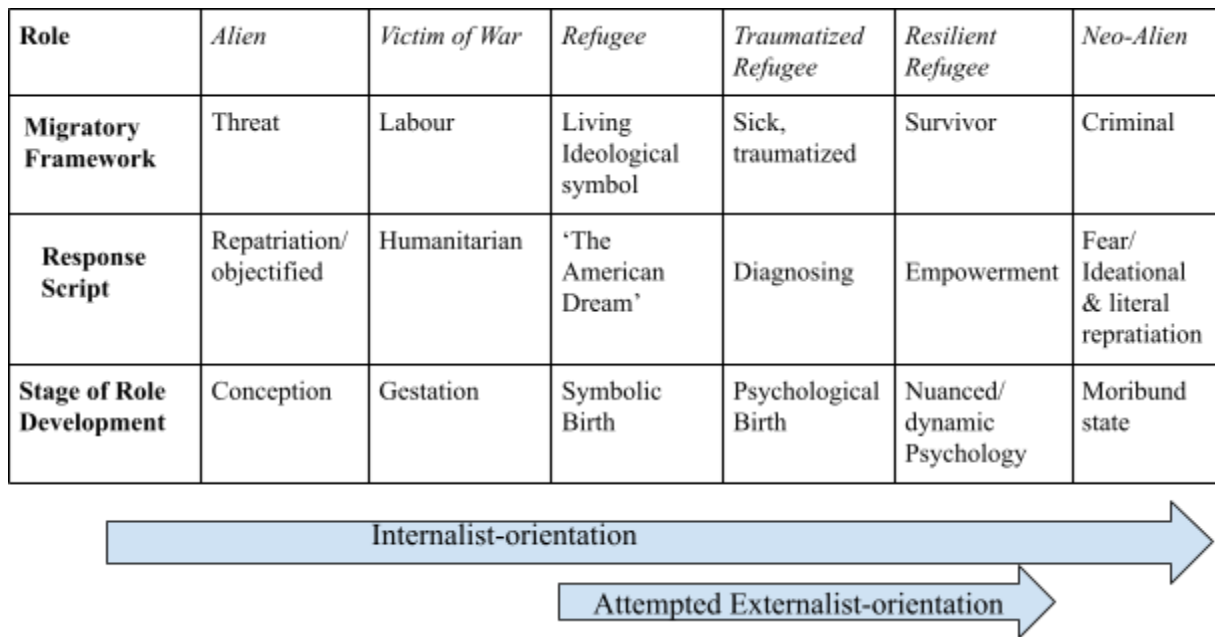 Role
Alien
Victim of War
Refugee
Traumatized
Refugee
Resilient
Refugee
Neo-Alien
Migratory
Framework
Threat
Labour
Living
Ideological
symbol
Sick,
traumatized
Survivor
Criminal
Response
Script
Repatriation/
objectified
Humanitarian
‘The
American
Dream’
Diagnosing
Empowerment
Fear/
Ideational
& literal
repratiation
Stage of Role
Development
Conception
Gestation
Symbolic
Birth
Psychological
Birth
Nuanced/
dynamic
Psychology
Moribund
state
Internalist-orientation
Attempted Externalist-orientation